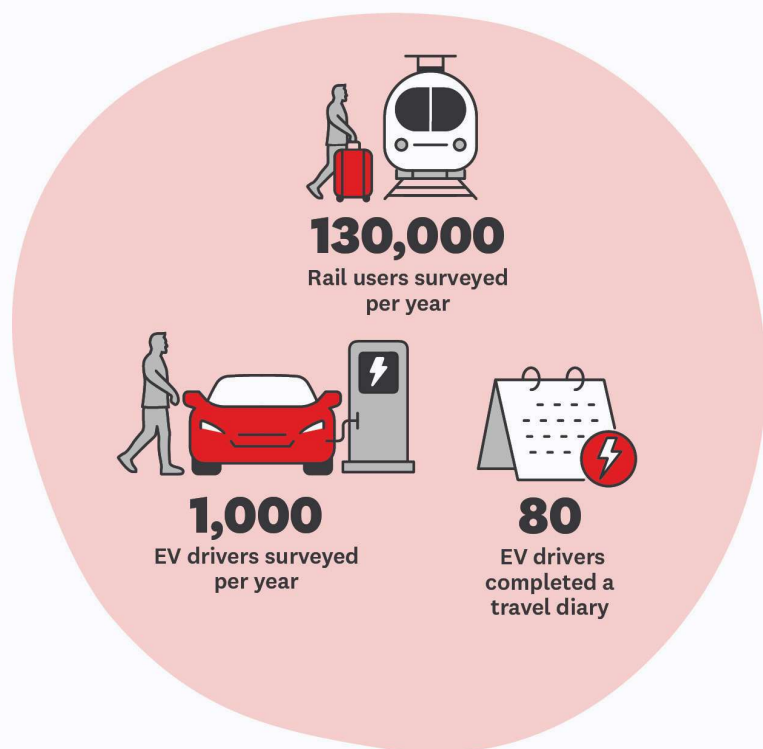 130,000
Rail users surveyed
per year
1,000
EV drivers surveyed
per year
80
EV drivers
completed a
travel diary